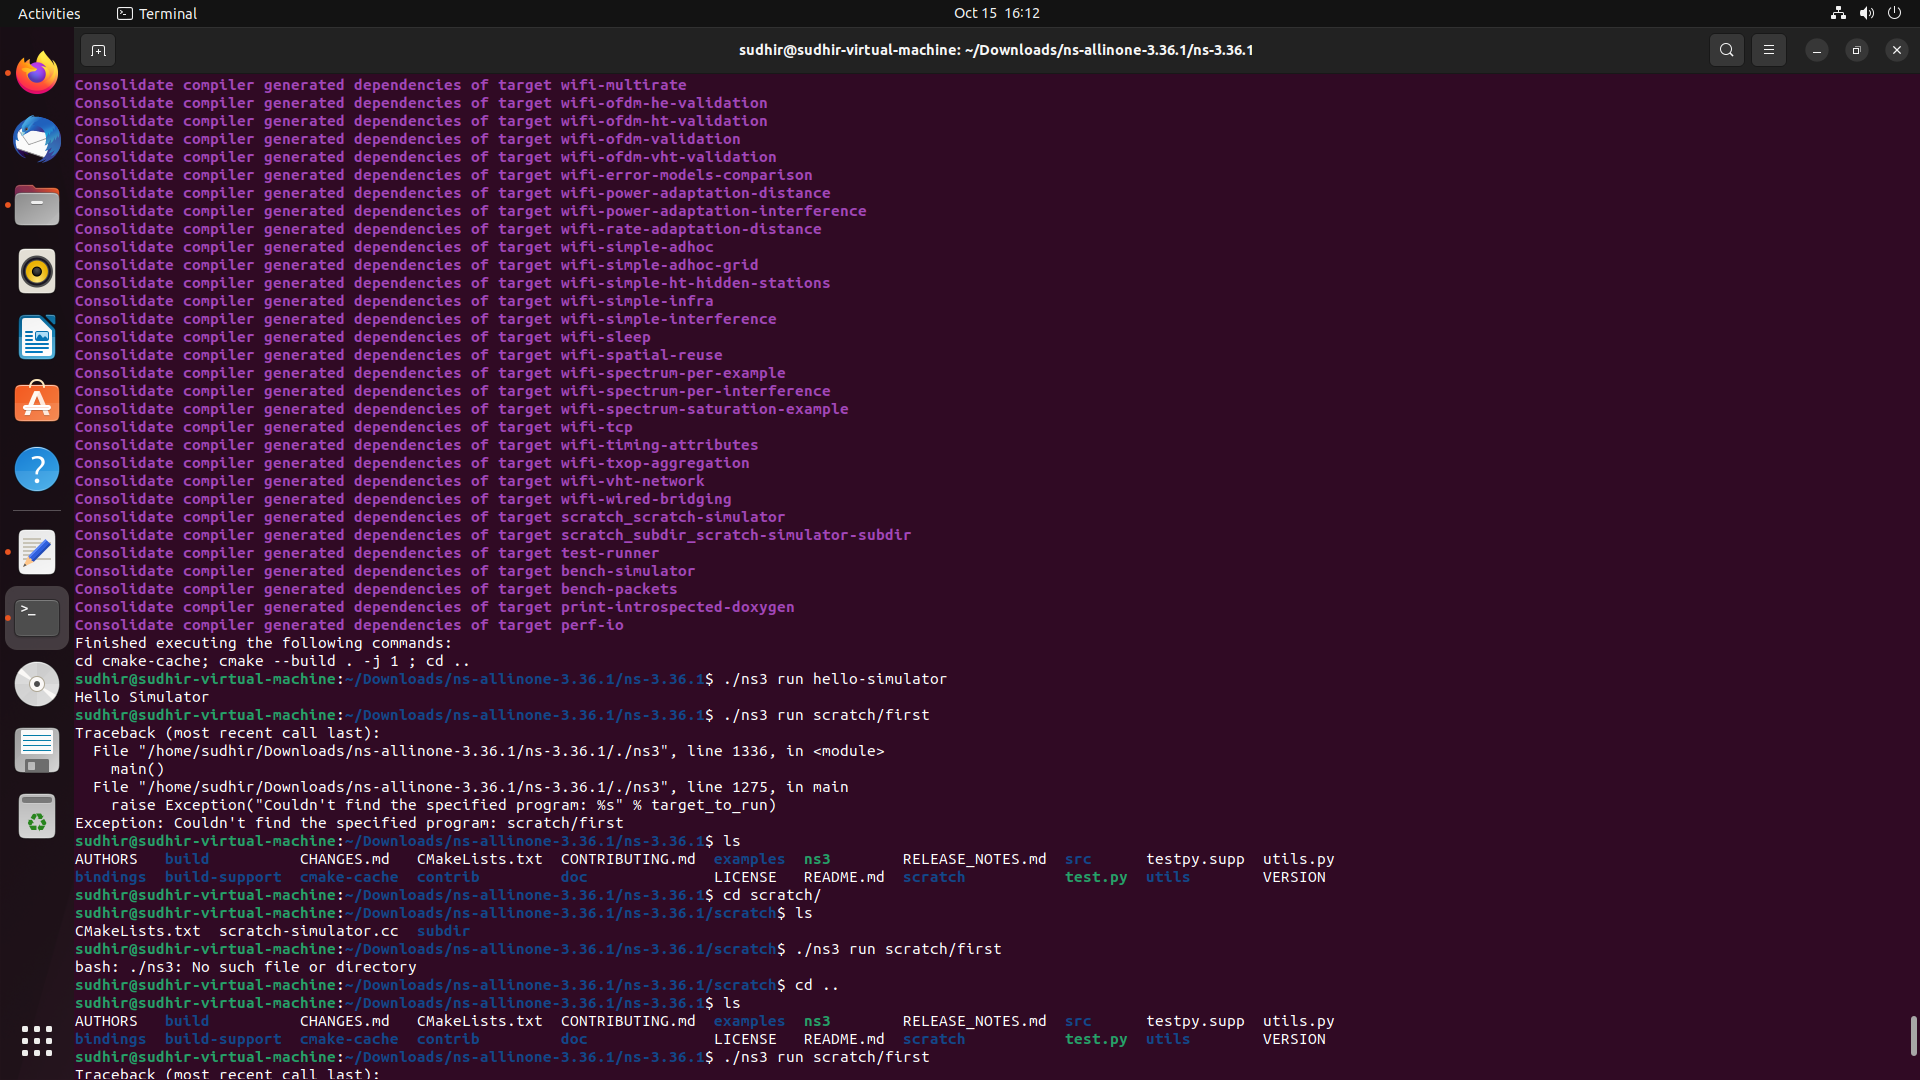 Activities
Terminal
Oct 15 16:12
sudhir@sudhir-virtual-machine: ~/Downloads/ns-allinone-3.36.1/ns-3.36.1
Consolidate compiler generated dependencies of target wifi-multirate
Consolidate compiler generated dependencies of target wifi-ofdm-he-validation
Consolidate compiler generated dependencies of target wifi-ofdm-ht-validation
Consolidate compiler generated dependencies of target wifi-ofdm-validation
Consolidate compiler generated dependencies of target wifi-ofdm-vht-validation
Consolidate compiler generated dependencies of target wifi-error-models-comparison
Consolidate compiler generated dependencies of target wifi-power-adaptation-distance
Consolidate compiler generated dependencies of target wifi-power-adaptation-interference
Consolidate compiler generated dependencies of target wifi-rate-adaptation-distance
Consolidate compiler generated dependencies of target wifi-simple-adhoc
Consolidate compiler generated dependencies of target wifi-simple-adhoc-grid
Consolidate compiler generated dependencies of target wifi-simple-ht-hidden-stations
Consolidate compiler generated dependencies of target wifi-simple-infra
Consolidate compiler generated dependencies of target wifi-simple-interference
Consolidate compiler generated dependencies of target wifi-sleep
Consolidate compiler generated dependencies of target wifi-spatial-reuse
Consolidate compiler generated dependencies of target wifi-spectrum-per-example
Consolidate compiler generated dependencies of target wifi-spectrum-per-interference
Consolidate compiler generated dependencies of target wifi-spectrum-saturation-example
Consolidate compiler generated dependencies of target wifi-tcp
Consolidate compiler generated dependencies of target wifi-timing-attributes
Consolidate compiler generated dependencies of target wifi-txop-aggregation
Consolidate compiler generated dependencies of target wifi-vht-network
Consolidate compiler generated dependencies of target wifi-wired-bridging
Consolidate compiler generated dependencies of target scratch_scratch-simulator
Consolidate compiler generated dependencies of target scratch_subdir_scratch-simulator-subdir
Consolidate compiler generated dependencies of target test-runner
Consolidate compiler generated dependencies of target bench-simulator
Consolidate compiler generated dependencies of target bench-packets
Consolidate compiler generated dependencies of target print-introspected-doxygen
Consolidate compiler generated dependencies of target perf-io
Finished executing the following commands:
cd cmake-cache; cmake --build . -j 1 ; cd ..
sudhir@sudhir-virtual-machine:~/Downloads/ns-allinone-3.36.1/ns-3.36.1$ ./ns3 run hello-simulator
Hello Simulator
sudhir@sudhir-virtual-machine:~/Downloads/ns-allinone-3.36.1/ns-3.36.1$ ./ns3 run scratch/first
Traceback (most recent call last):
  File "/home/sudhir/Downloads/ns-allinone-3.36.1/ns-3.36.1/./ns3", line 1336, in <module>
    main()
  File "/home/sudhir/Downloads/ns-allinone-3.36.1/ns-3.36.1/./ns3", line 1275, in main
    raise Exception("Couldn't find the specified program: %s" % target_to_run)
Exception: Couldn't find the specified program: scratch/first
sudhir@sudhir-virtual-machine:~/Downloads/ns-allinone-3.36.1/ns-3.36.1$ ls
AUTHORS   build          CHANGES.md   CMakeLists.txt  CONTRIBUTING.md  examples  ns3        RELEASE_NOTES.md  src      testpy.supp  utils.py
bindings  build-support  cmake-cache  contrib         doc              LICENSE   README.md  scratch           test.py  utils        VERSION
sudhir@sudhir-virtual-machine:~/Downloads/ns-allinone-3.36.1/ns-3.36.1$ cd scratch/
sudhir@sudhir-virtual-machine:~/Downloads/ns-allinone-3.36.1/ns-3.36.1/scratch$ ls
CMakeLists.txt  scratch-simulator.cc  subdir
sudhir@sudhir-virtual-machine:~/Downloads/ns-allinone-3.36.1/ns-3.36.1/scratch$ ./ns3 run scratch/first
bash: ./ns3: No such file or directory
sudhir@sudhir-virtual-machine:~/Downloads/ns-allinone-3.36.1/ns-3.36.1/scratch$ cd ..
sudhir@sudhir-virtual-machine:~/Downloads/ns-allinone-3.36.1/ns-3.36.1$ ls
AUTHORS   build          CHANGES.md   CMakeLists.txt  CONTRIBUTING.md  examples  ns3        RELEASE_NOTES.md  src      testpy.supp  utils.py
bindings  build-support  cmake-cache  contrib         doc              LICENSE   README.md  scratch           test.py  utils        VERSION
sudhir@sudhir-virtual-machine:~/Downloads/ns-allinone-3.36.1/ns-3.36.1$ ./ns3 run scratch/first
Traceback (most recent call last):